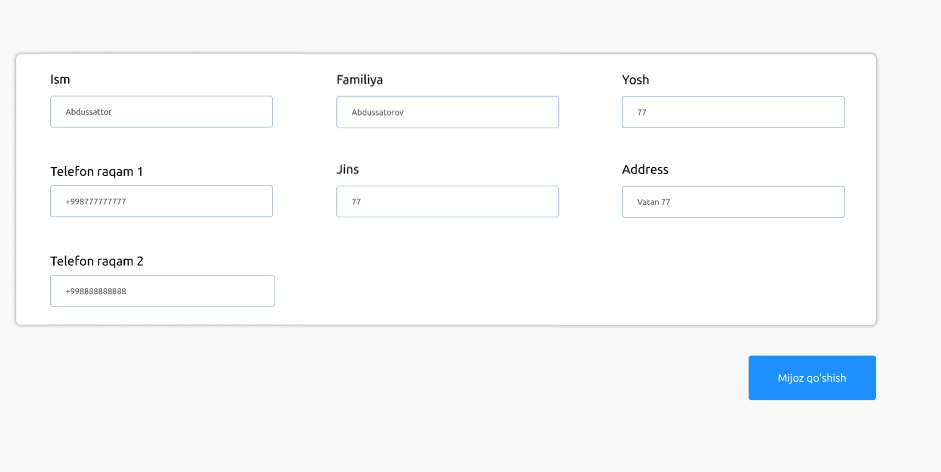 Ism
Familiya
Yosh
Abdussattor
Abdussatorov
77
Telefon raqam 1
Jins
Address
+998777777777
77
Vatan 77
Telefon raqam 2
+998888888888
Mijoz qo'shish